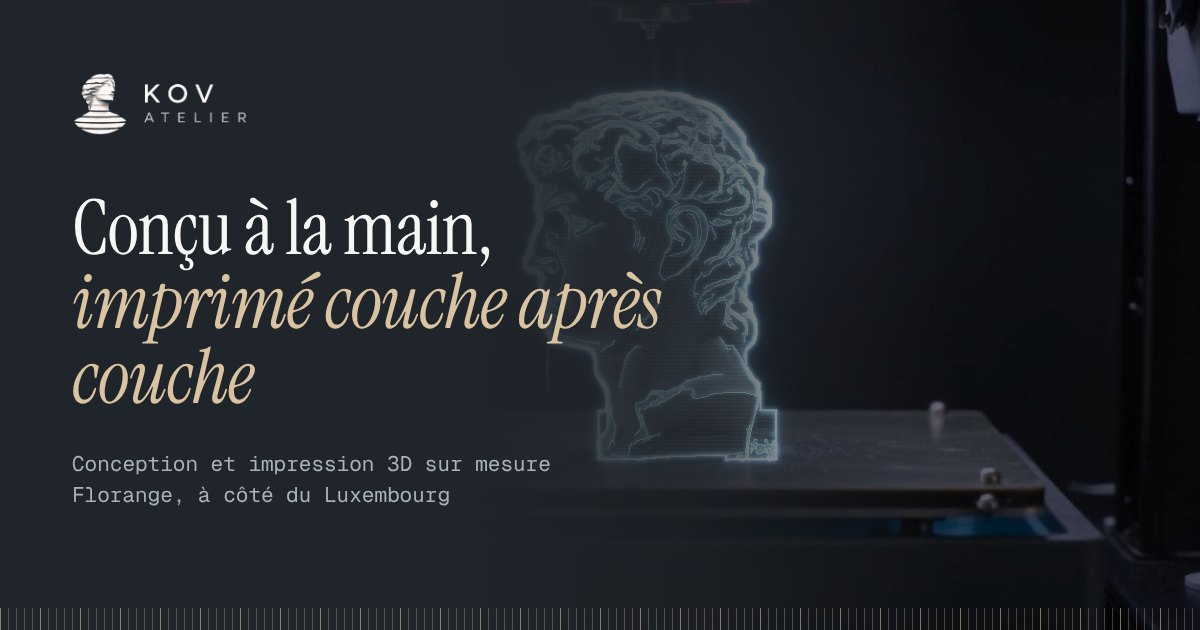 KOV
ATELIER
Conçu à la main,
imprimé couche après
couche
Conception et impression 3D sur mesure
Florange, à côté du Luxembourg